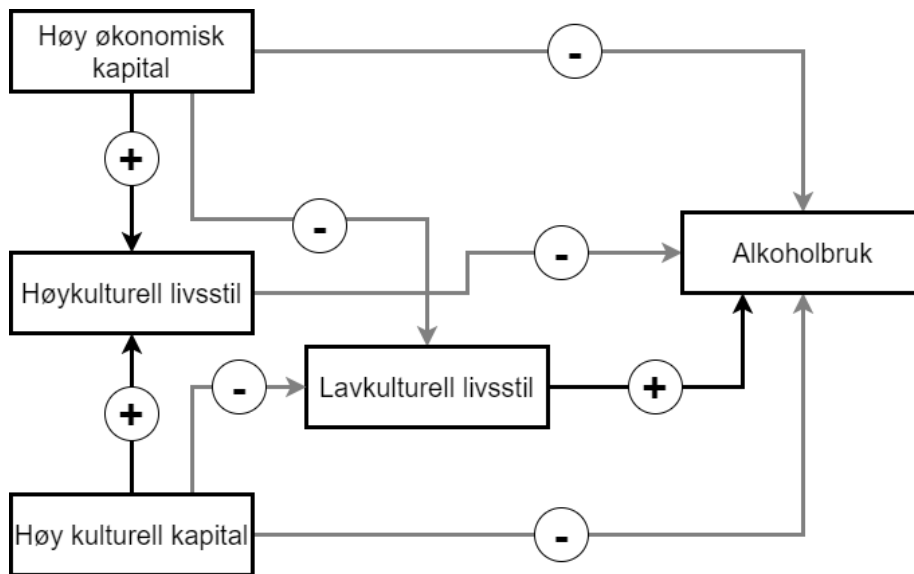 Høy økonomisk
kapital
-
+
-
Høykulturell livsstil
-
Alkoholbruk
+
-
Lavkulturell livsstil
+
Høy kulturell kapital
-